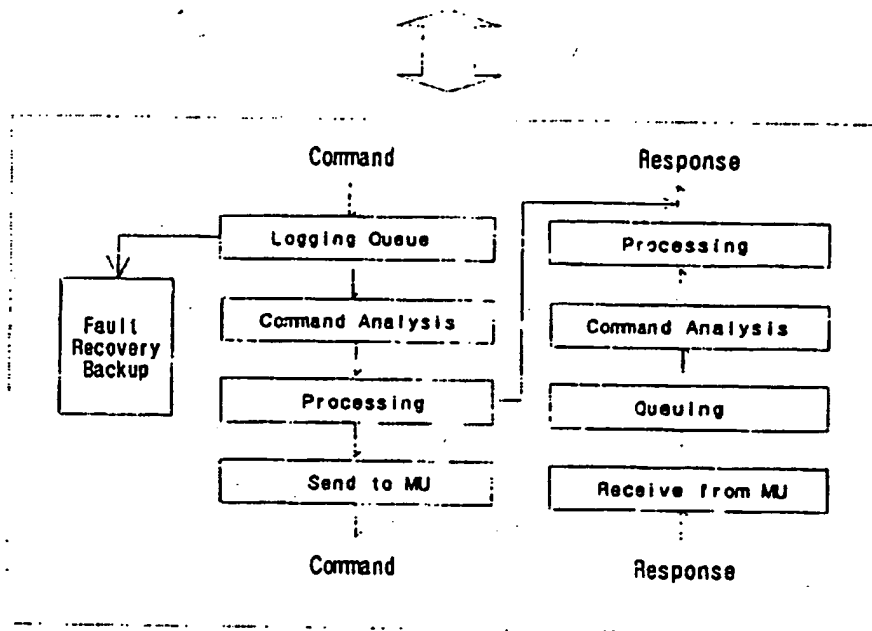 Command
Response
Logging Queue
Processing
Fault
Recovery
Backup
Command Analysis
Command Analysis
Processing
Queuing
Send to MU
Receive from MU
Command
Response